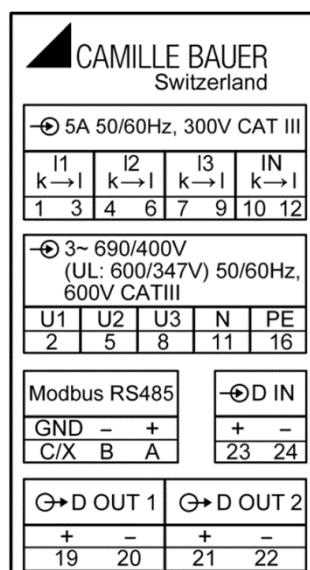 CAMILLE BAUER
Switzerland
5A 50/60Hz, 300V CAT III
I1 I2 I3 IN
k→l k→l k→l k→l
1 3 4 6 7 9 10 12
3~ 690/400V
(UL: 600/347V) 50/60Hz,
600V CATIII
U1 U2 U3 N PE
2 5 8 11 16
Modbus RS485
GND – +
C/X B A
D IN
+ –
23 24
D OUT 1 D OUT 2
+ – + –
19 20 21 22